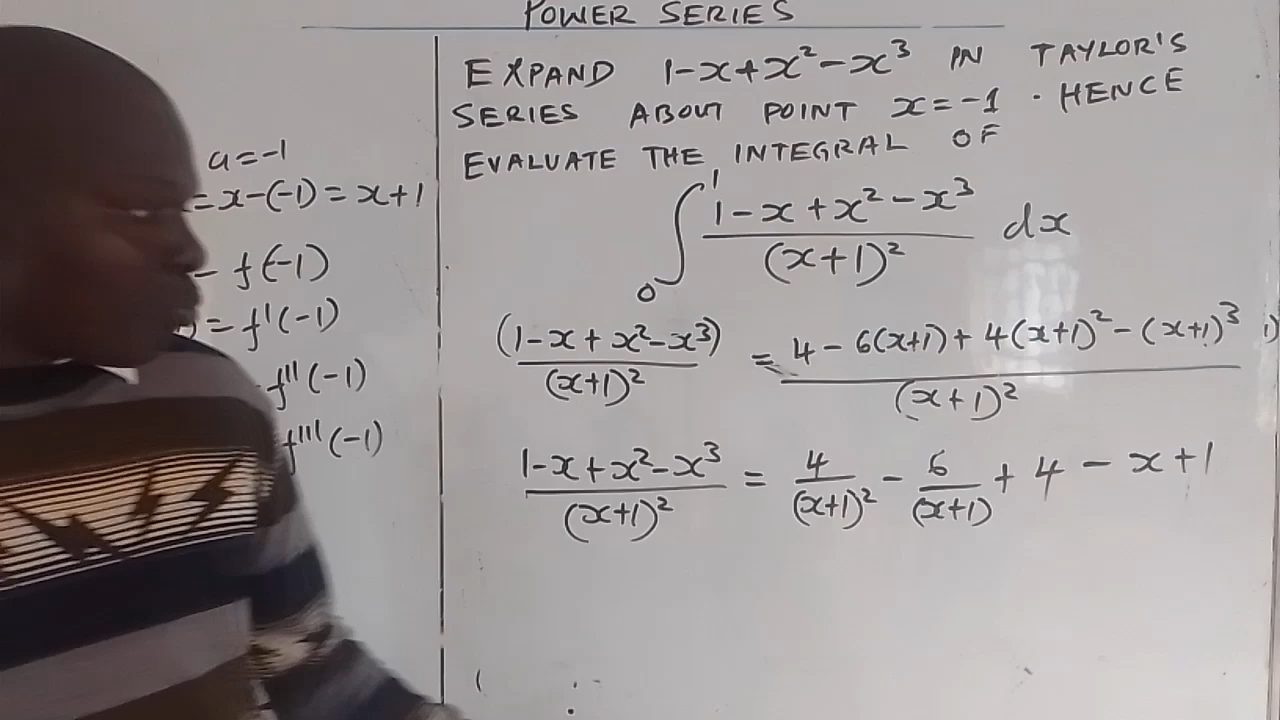 POWER SERIES
EXPAND 1-x+x²-x³ IN TAYLOR'S
SERIES ABOUT POINT x=-1 . HENCE
EVALUATE THE INTEGRAL OF
∫₀¹ (1-x+x²-x³)/(x+1)² dx
(1-x+x²-x³)/(x+1)² = (4-6(x+1)+4(x+1)²-(x+1)³)/(x+1)²
(1-x+x²-x³)/(x+1)² = 4/(x+1)² - 6/(x+1) + 4 - x+1
a=-1
=x-(-1)=x+1
- f(-1)
)=f'(-1)
f''(-1)
f'''(-1)